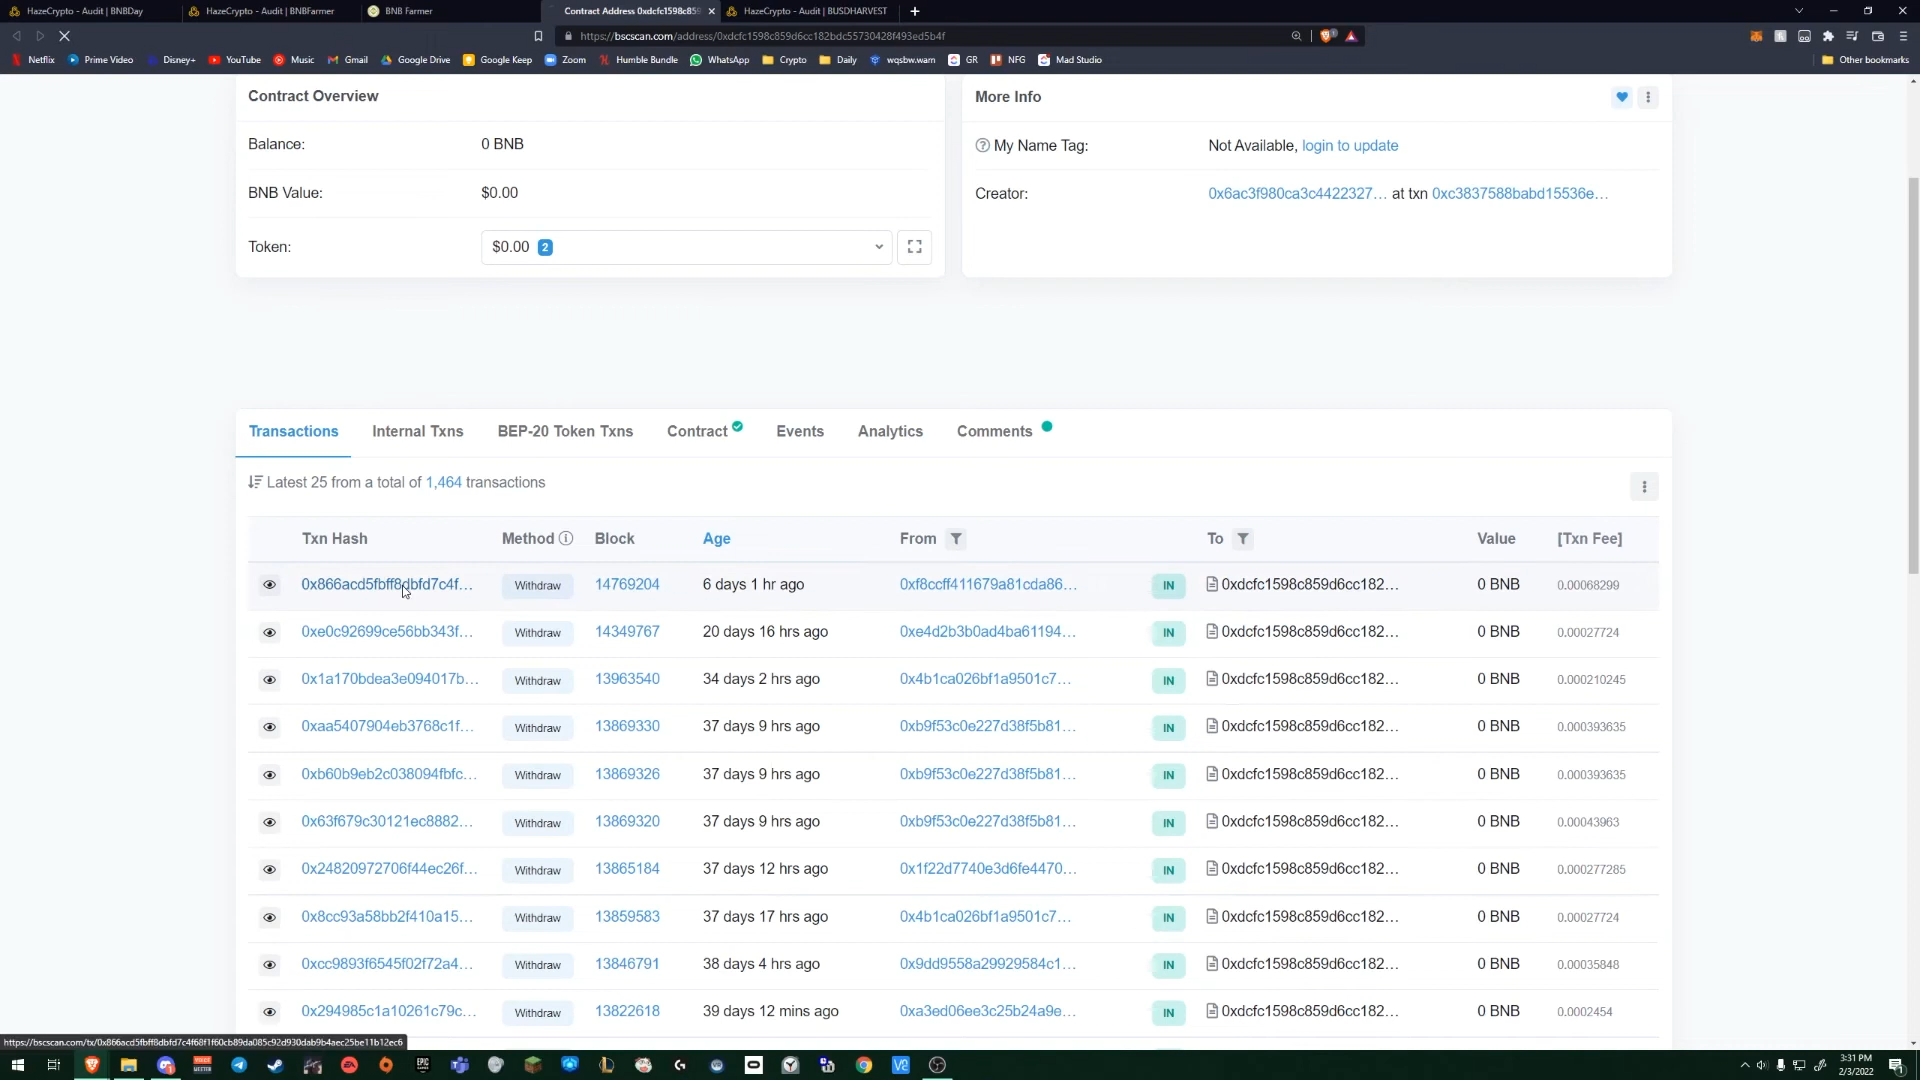 HazeCrypto - Audit | BNBDay
HazeCrypto - Audit | BNBFarmer
BNB Farmer
Contract Address 0xdcfc1598c859
HazeCrypto - Audit | BUSDHARVEST
https://bscscan.com/address/0xdcfc1598c859d6cc182bdc55730428f493ed5b4f
Netflix Prime Video Disney+ YouTube Music Gmail Google Drive Google Keep Zoom Humble Bundle WhatsApp Crypto Daily wqsbw.wam GR NFG Mad Studio Other bookmarks
Contract Overview
Balance: 0 BNB
BNB Value: $0.00
Token: $0.00 2
More Info
My Name Tag: Not Available, login to update
Creator: 0x6ac3f980ca3c4422327... at txn 0xc3837588babd15536e...
Transactions Internal Txns BEP-20 Token Txns Contract Events Analytics Comments
Latest 25 from a total of 1,464 transactions
Txn Hash Method Block Age From To Value [Txn Fee]
0x866acd5fbff8dbfd7c4f... Withdraw 14769204 6 days 1 hr ago 0xf8ccff411679a81cda86... IN 0xdcfc1598c859d6cc182... 0 BNB 0.00068299
0xe0c92699ce56bb343f... Withdraw 14349767 20 days 16 hrs ago 0xe4d2b3b0ad4ba61194... IN 0xdcfc1598c859d6cc182... 0 BNB 0.00027724
0x1a170bdea3e094017b... Withdraw 13963540 34 days 2 hrs ago 0x4b1ca026bf1a9501c7... IN 0xdcfc1598c859d6cc182... 0 BNB 0.000210245
0xaa5407904eb3768c1f... Withdraw 13869330 37 days 9 hrs ago 0xb9f53c0e227d38f5b81... IN 0xdcfc1598c859d6cc182... 0 BNB 0.000393635
0xb60b9eb2c038094fbfc... Withdraw 13869326 37 days 9 hrs ago 0xb9f53c0e227d38f5b81... IN 0xdcfc1598c859d6cc182... 0 BNB 0.000393635
0x63f679c30121ec8882... Withdraw 13869320 37 days 9 hrs ago 0xb9f53c0e227d38f5b81... IN 0xdcfc1598c859d6cc182... 0 BNB 0.00043963
0x24820972706f44ec26f... Withdraw 13865184 37 days 12 hrs ago 0x1f22d7740e3d6fe4470... IN 0xdcfc1598c859d6cc182... 0 BNB 0.000277285
0x8cc93a58bb2f410a15... Withdraw 13859583 37 days 17 hrs ago 0x4b1ca026bf1a9501c7... IN 0xdcfc1598c859d6cc182... 0 BNB 0.00027724
0xcc9893f6545f02f72a4... Withdraw 13846791 38 days 4 hrs ago 0x9dd9558a29929584c1... IN 0xdcfc1598c859d6cc182... 0 BNB 0.00035848
0x294985c1a10261c79c... Withdraw 13822618 39 days 12 mins ago 0xa3ed06ee3c25b24a9e... IN 0xdcfc1598c859d6cc182... 0 BNB 0.0002454
https://bscscan.com/tx/0x866acd5fbff8dbfd7c4f68f1f60cb89da085c92d930dab9b4aec25be11b12ec6
3:31 PM
2/3/2022